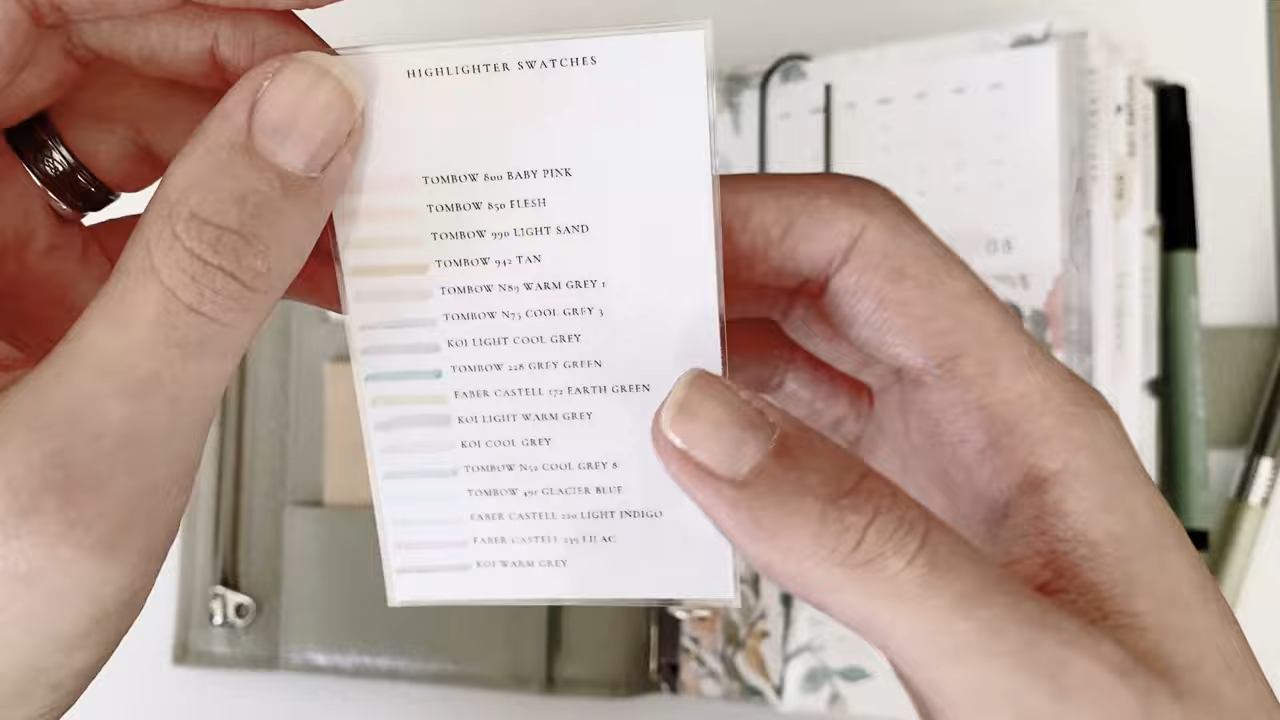 HIGHLIGHTER SWATCHES
TOMBOW 800 BABY PINK
TOMBOW 850 FLESH
TOMBOW 990 LIGHT SAND
TOMBOW 942 TAN
TOMBOW N89 WARM GREY 1
TOMBOW N75 COOL GREY 3
KOI LIGHT COOL GREY
TOMBOW 228 GREY GREEN
FABER CASTELL 172 EARTH GREEN
KOI LIGHT WARM GREY
KOI COOL GREY
TOMBOW N52 COOL GREY 8
TOMBOW 491 GLACIER BLUE
FABER CASTELL 220 LIGHT INDIGO
FABER CASTELL 239 LILAC
KOI WARM GREY
08